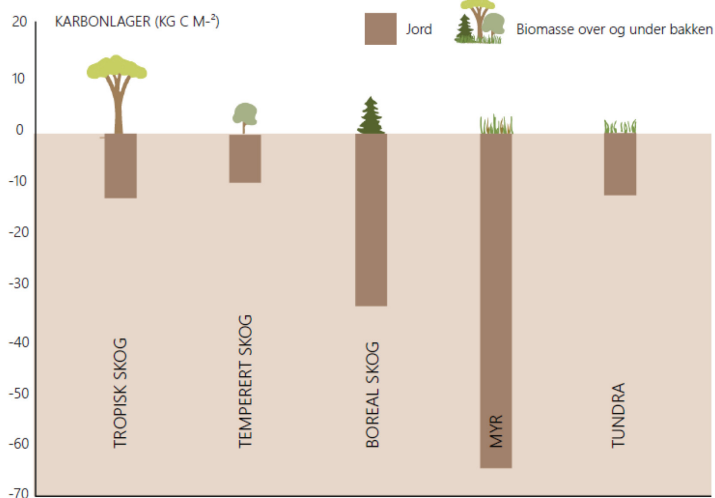 20
KARBONLAGER (KG C M-²)
Jord
Biomasse over og under bakken
10
0
-10
-20
-30
-40
-50
-60
-70
TROPISK SKOG
TEMPERERT SKOG
BOREAL SKOG
MYR
TUNDRA